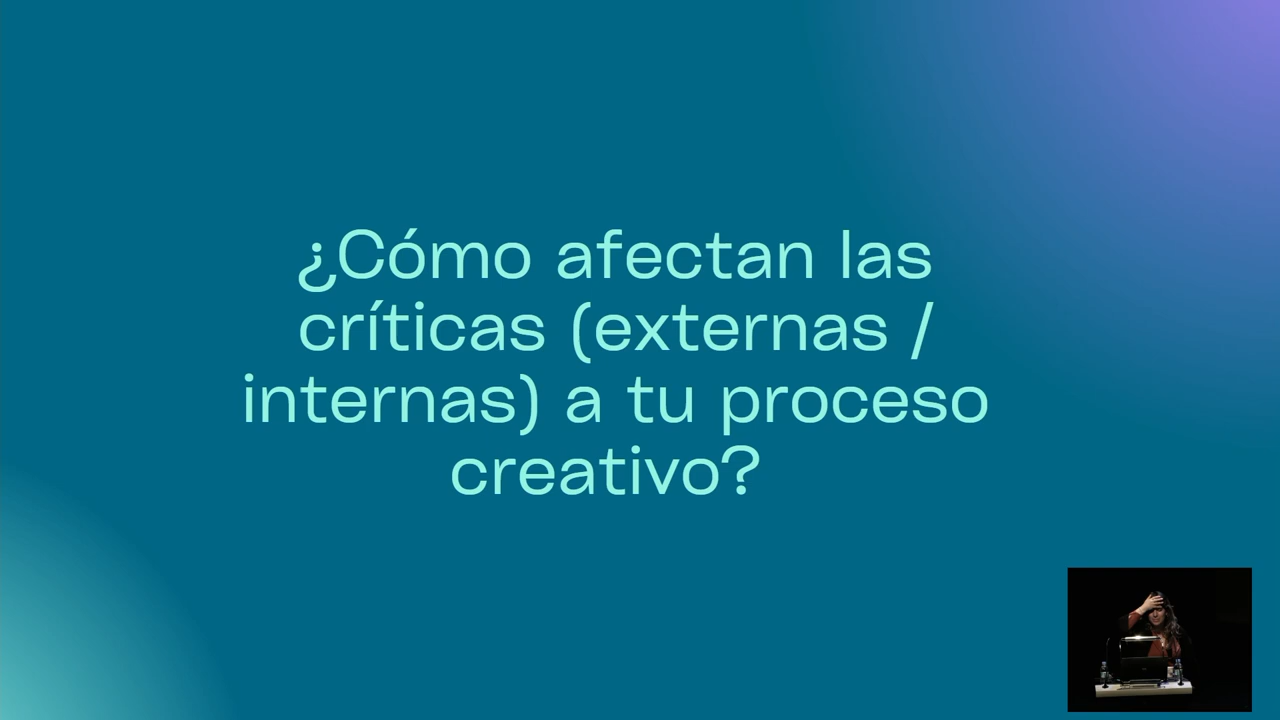 ¿Cómo afectan las
críticas (externas /
internas) a tu proceso
creativo?